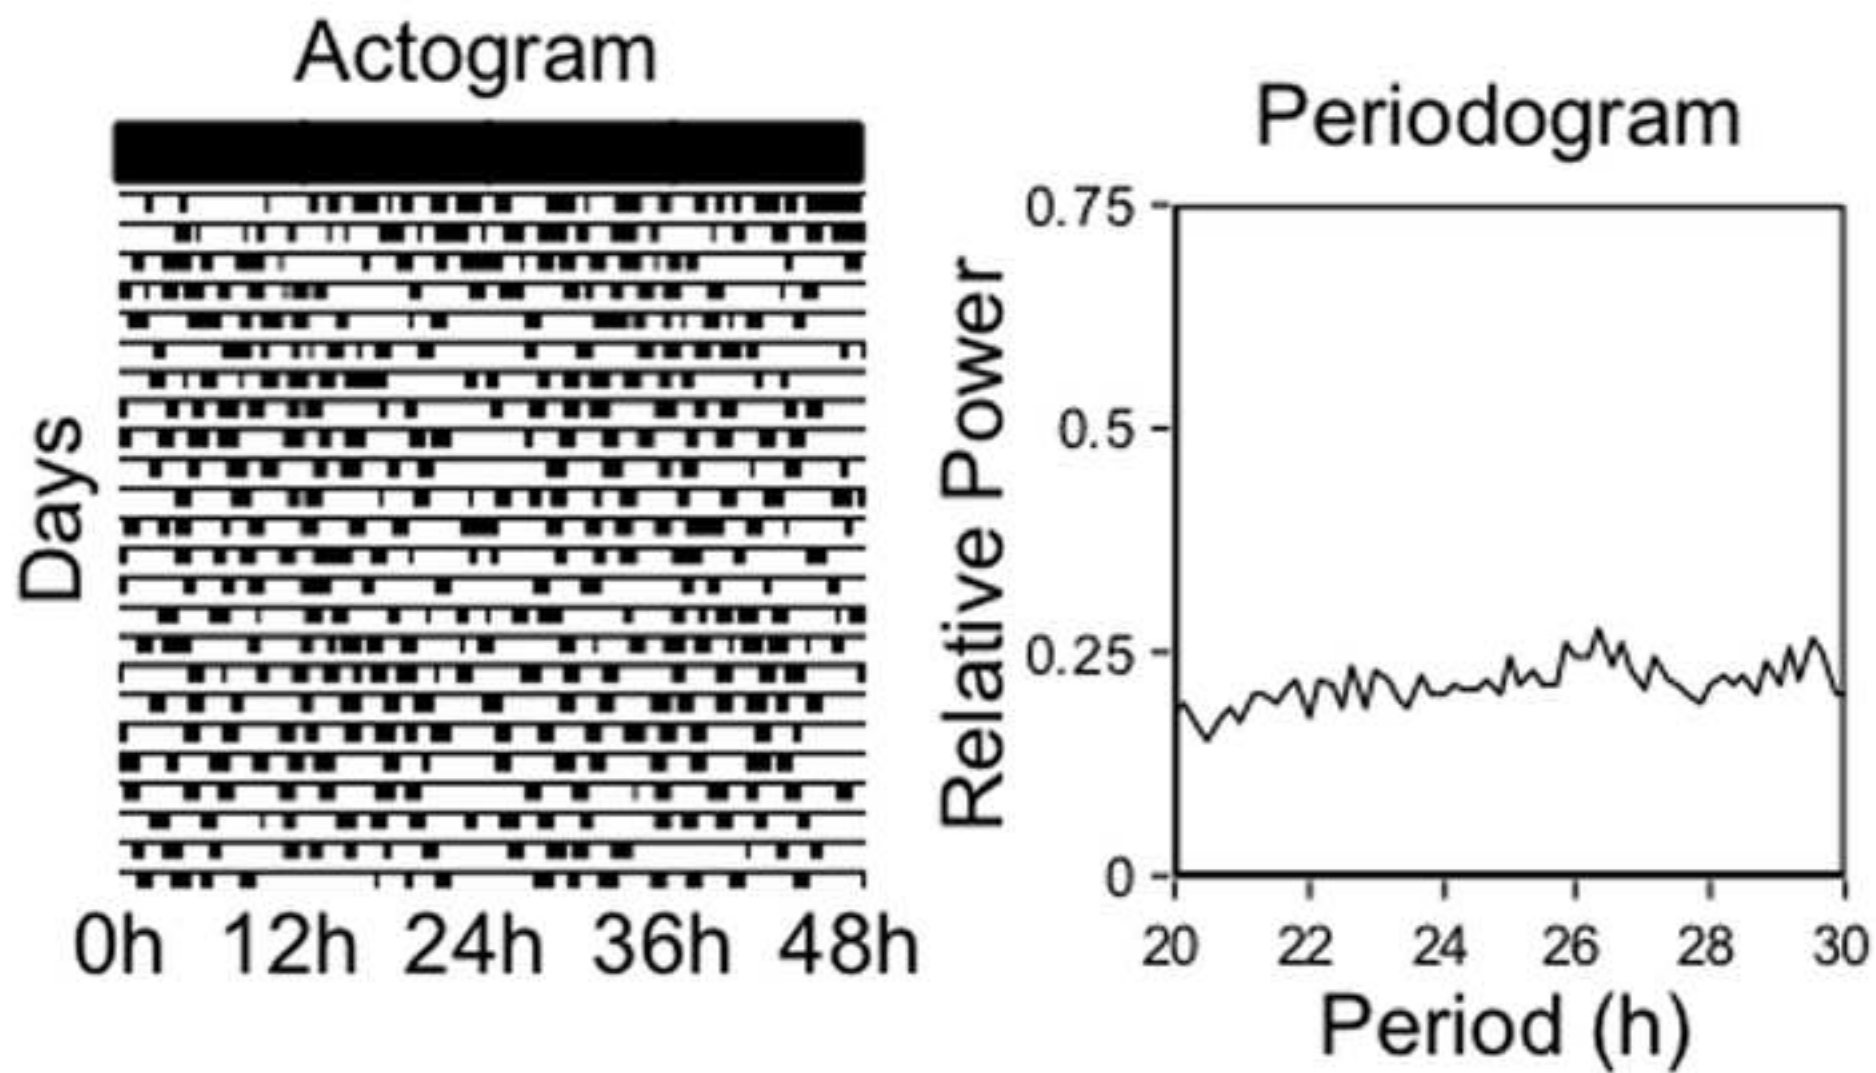 Actogram
Days
0h 12h 24h 36h 48h
Periodogram
Relative Power
0.75
0.5
0.25
0
20 22 24 26 28 30
Period (h)